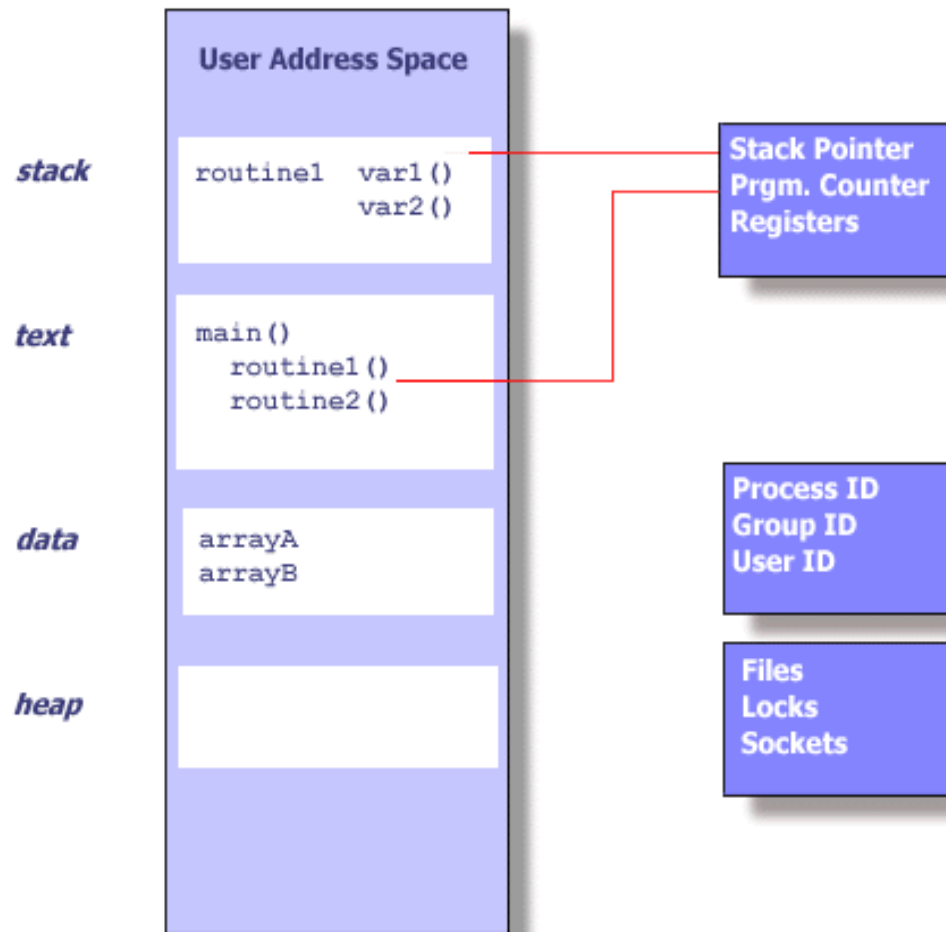 User Address Space
stack
routine1 var1()
var2()
text
main()
routine1()
routine2()
data
arrayA
arrayB
heap
Stack Pointer
Prgm. Counter
Registers
Process ID
Group ID
User ID
Files
Locks
Sockets